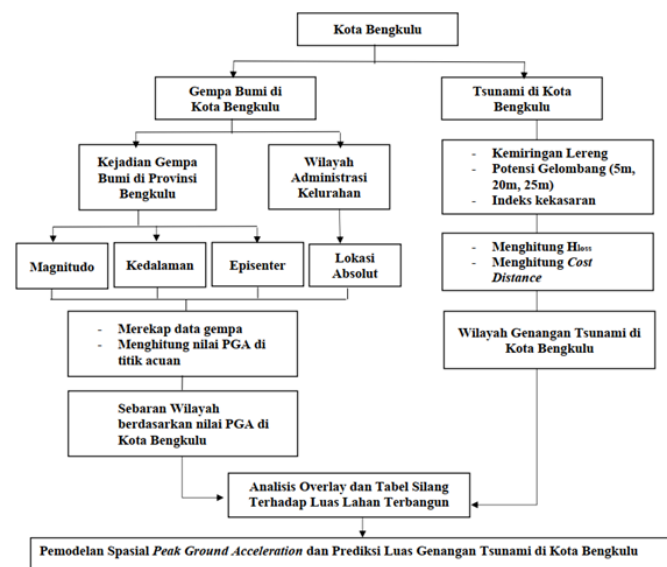 Kota Bengkulu
Gempa Bumi di
Kota Bengkulu
Tsunami di Kota
Bengkulu
Kejadian Gempa
Bumi di Provinsi
Bengkulu
Wilayah
Administrasi
Kelurahan
- Kemiringan Lereng
- Potensi Gelombang (5m,
20m, 25m)
- Indeks kekasaran
Magnitudo
Kedalaman
Episenter
Lokasi
Absolut
- Menghitung Hloss
- Menghitung Cost
Distance
- Merekap data gempa
- Menghitung nilai PGA di
titik acuan
Wilayah Genangan Tsunami di
Kota Bengkulu
Sebaran Wilayah
berdasarkan nilai PGA di
Kota Bengkulu
Analisis Overlay dan Tabel Silang
Terhadap Luas Lahan Terbangun
Pemodelan Spasial Peak Ground Acceleration dan Prediksi Luas Genangan Tsunami di Kota Bengkulu